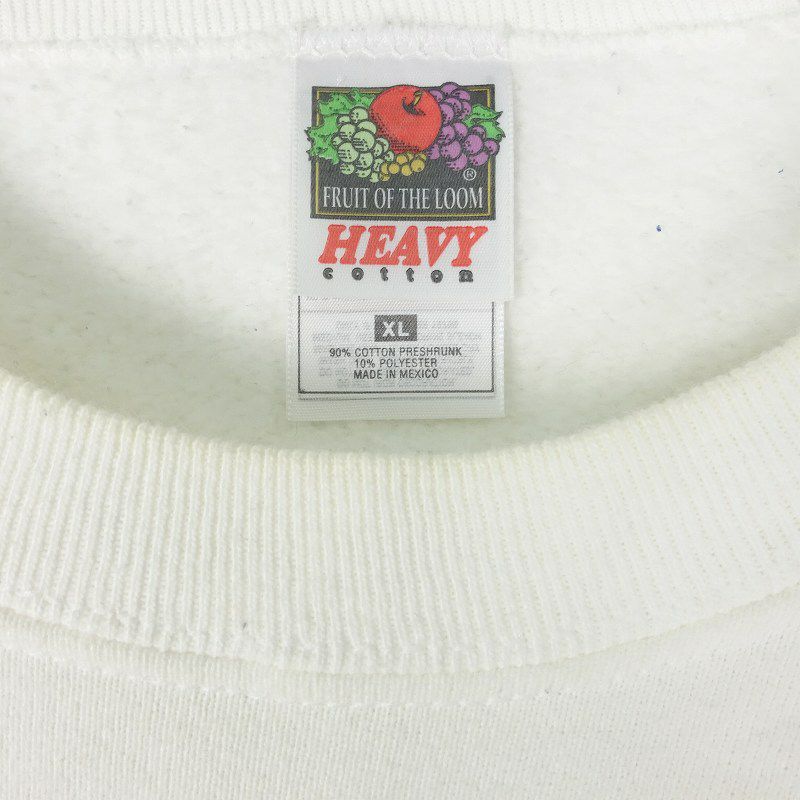 ®
FRUIT OF THE LOOM
HEAVY
cotton
XL
90% COTTON PRESHRUNK
10% POLYESTER
MADE IN MEXICO